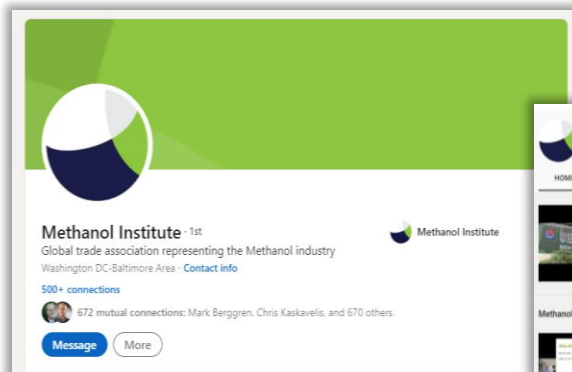 Methanol Institute · 1st
Methanol Institute
Global trade association representing the Methanol industry
Washington DC-Baltimore Area · Contact info
500+ connections
672 mutual connections: Mark Berggren, Chris Kaskavelis, and 670 others
Message
More
HOM
Methanol